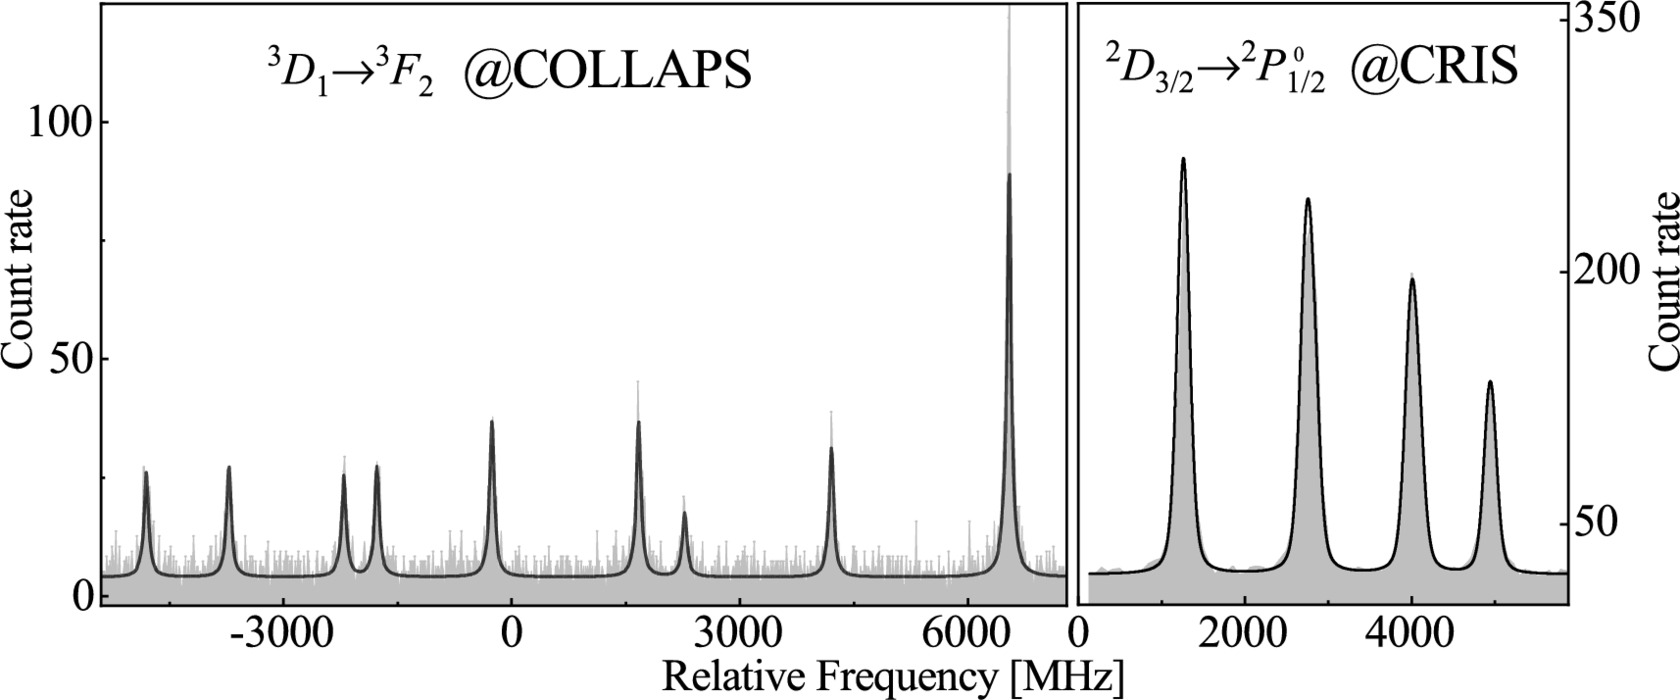 ³D₁→³F₂ @COLLAPS
²D₃/₂→²P⁰₁/₂ @CRIS
Count rate
100
50
0
-3000 0 3000 6000
0 2000 4000
350
200
50
Count rate
Relative Frequency [MHz]